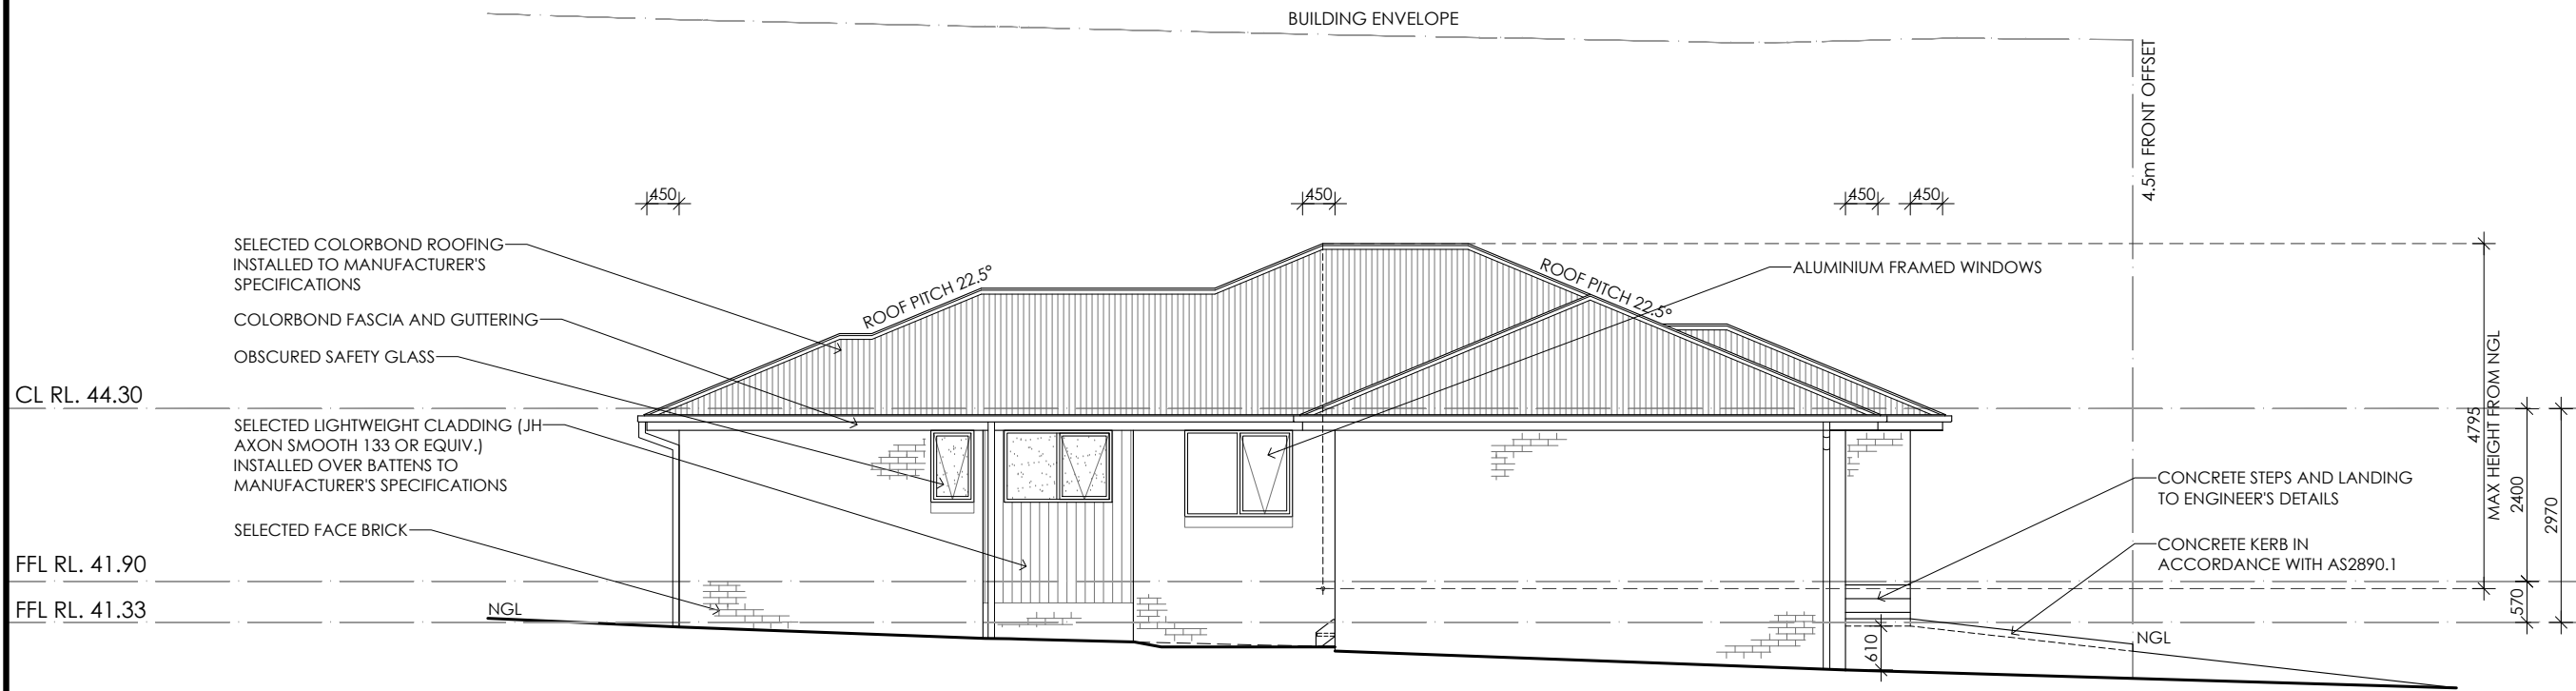 BUILDING ENVELOPE
4.5m FRONT OFFSET
450
450
450
450
SELECTED COLORBOND ROOFING
INSTALLED TO MANUFACTURER'S
SPECIFICATIONS
COLORBOND FASCIA AND GUTTERING
OBSCURED SAFETY GLASS
SELECTED LIGHTWEIGHT CLADDING (JH
AXON SMOOTH 133 OR EQUIV.)
INSTALLED OVER BATTENS TO
MANUFACTURER'S SPECIFICATIONS
SELECTED FACE BRICK
ROOF PITCH 22.5°
ROOF PITCH 22.5°
ALUMINIUM FRAMED WINDOWS
CL RL. 44.30
FFL RL. 41.90
FFL RL. 41.33
NGL
CONCRETE STEPS AND LANDING
TO ENGINEER'S DETAILS
CONCRETE KERB IN
ACCORDANCE WITH AS2890.1
NGL
610
4795
MAX HEIGHT FROM NGL
2400
570
2970